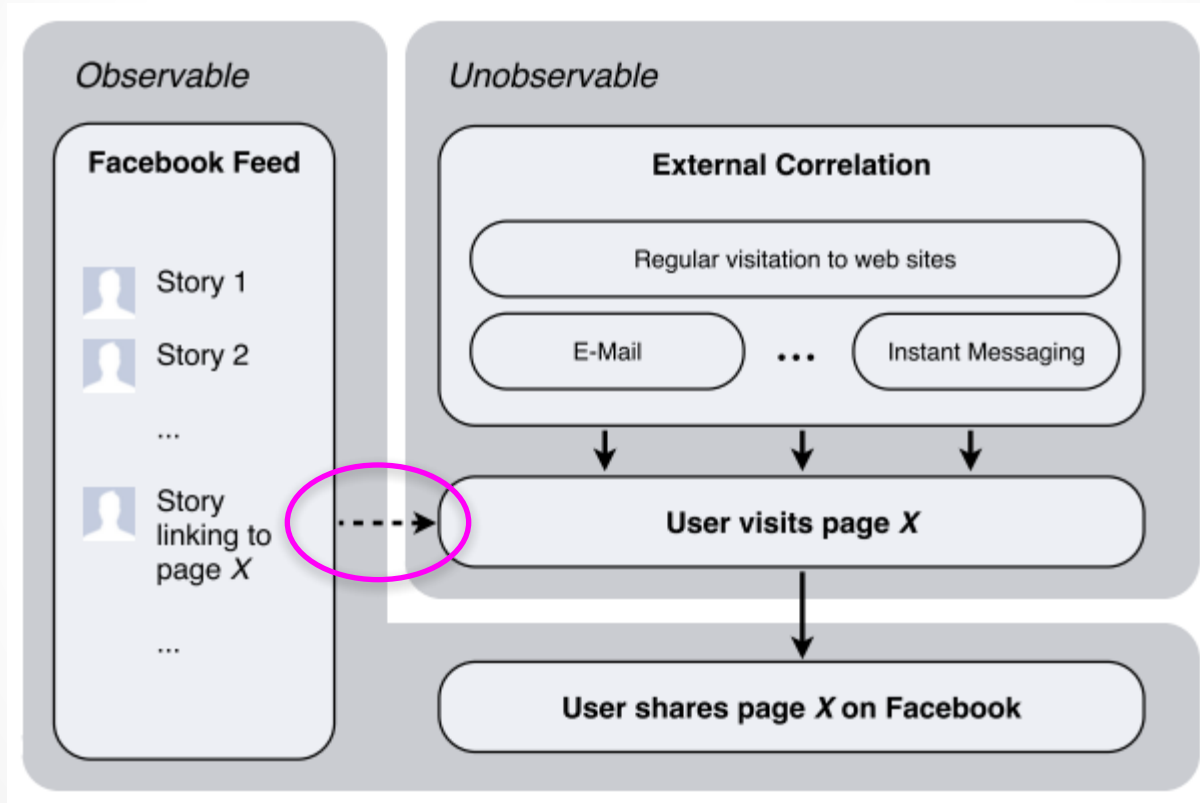 Observable
Facebook Feed
Story 1
Story 2
...
Story
linking to
page X
...
Unobservable
External Correlation
Regular visitation to web sites
E-Mail
...
Instant Messaging
User visits page X
User shares page X on Facebook